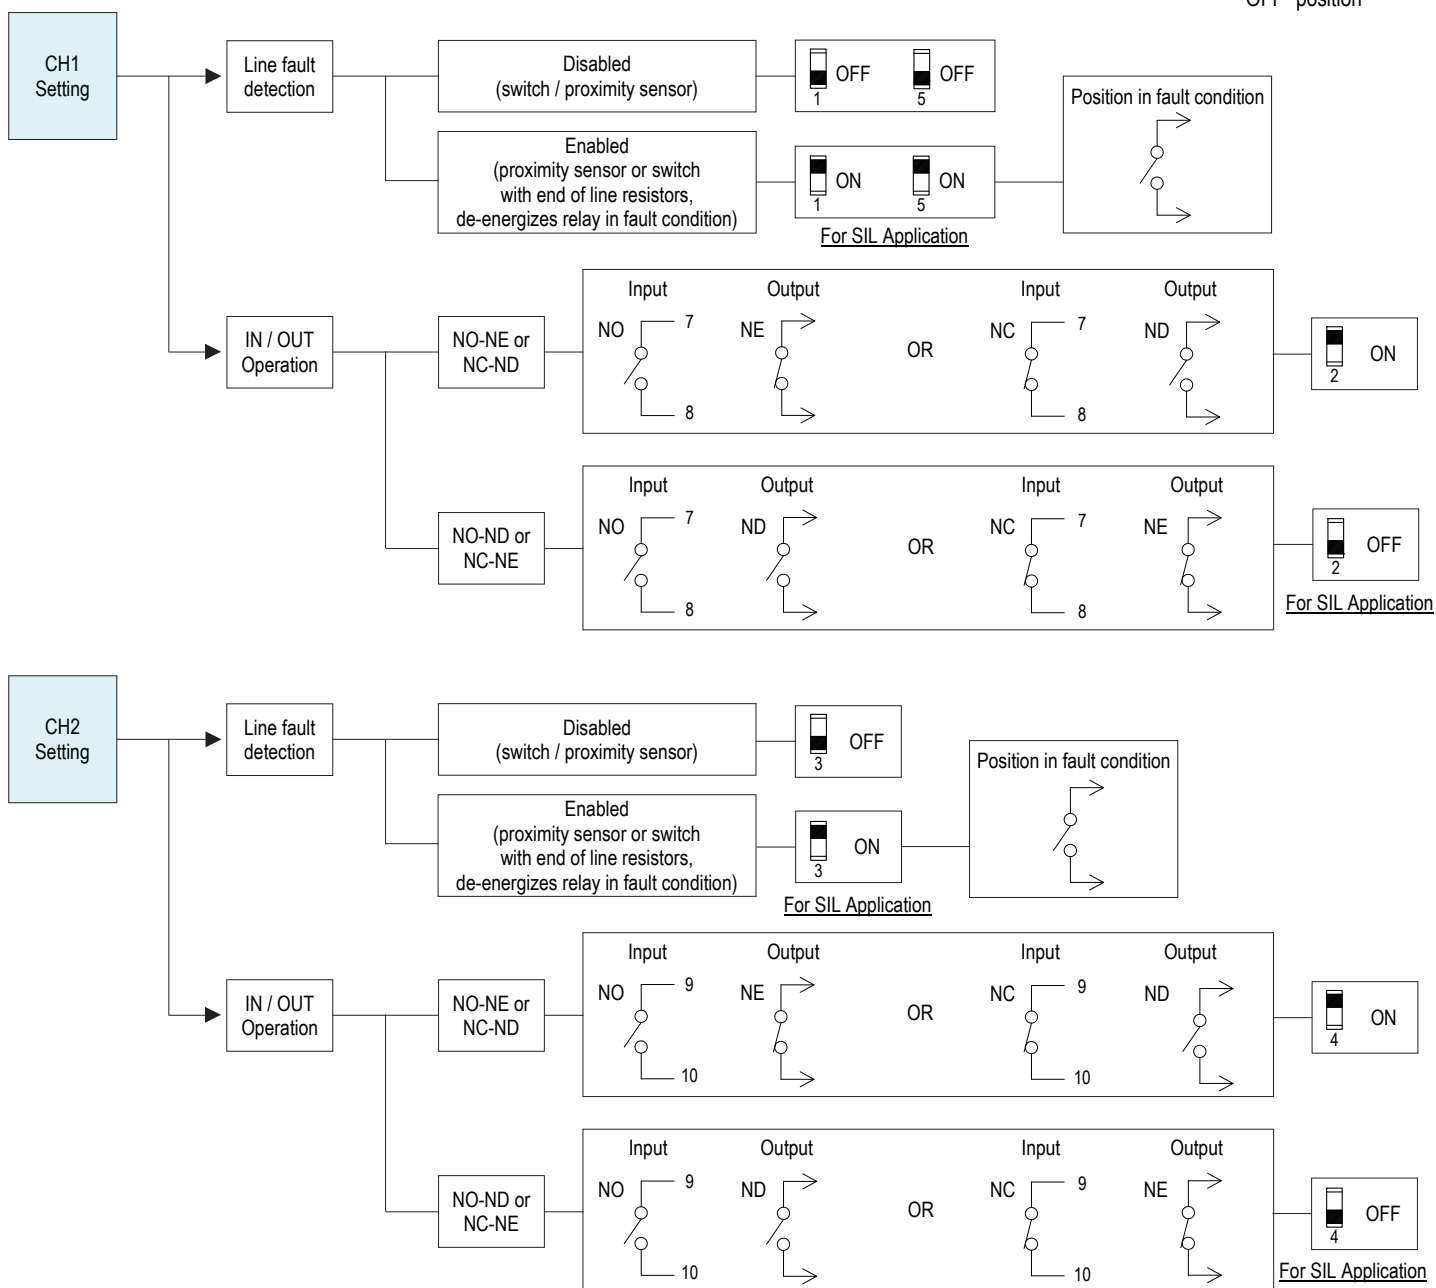 OFF" position
CH1
Setting
Line fault
detection
Disabled
(switch / proximity sensor)
OFF
OFF
1
5
Enabled
(proximity sensor or switch
with end of line resistors,
de-energizes relay in fault condition)
ON
ON
1
5
For SIL Application
Position in fault condition
IN / OUT
Operation
NO-NE or
NC-ND
Input
Output
NO
7
8
NE
OR
Input
Output
NC
7
8
ND
ON
2
NO-ND or
NC-NE
Input
Output
NO
7
8
ND
OR
Input
Output
NC
7
8
NE
OFF
2
For SIL Application
CH2
Setting
Line fault
detection
Disabled
(switch / proximity sensor)
OFF
3
Enabled
(proximity sensor or switch
with end of line resistors,
de-energizes relay in fault condition)
ON
3
For SIL Application
Position in fault condition
IN / OUT
Operation
NO-NE or
NC-ND
Input
Output
NO
9
10
NE
OR
Input
Output
NC
9
10
ND
ON
4
NO-ND or
NC-NE
Input
Output
NO
9
10
ND
OR
Input
Output
NC
9
10
NE
OFF
4
For SIL Application